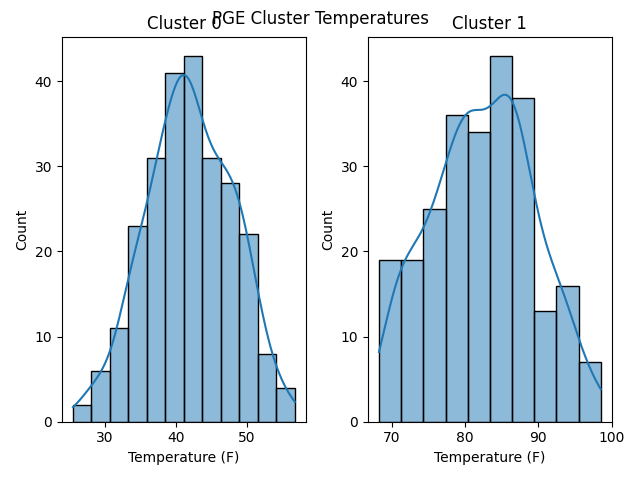 PGE Cluster Temperatures
Cluster 0
Cluster 1
40
30
20
10
0
Count
30 40 50
Temperature (F)
40
30
20
10
0
Count
70 80 90 100
Temperature (F)